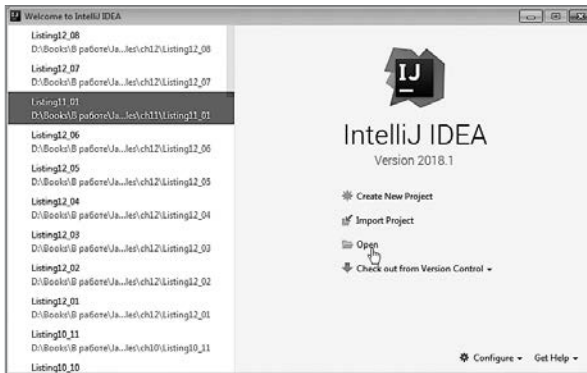 Welcome to IntelliJ IDEA
Listing12_08
D:\Books\В работе\Ja...les\ch12\Listing12_08
Listing12_07
D:\Books\В работе\Ja...les\ch12\Listing12_07
Listing11_01
D:\Books\В работе\Ja...les\ch11\Listing11_01
Listing12_06
D:\Books\В работе\Ja...les\ch12\Listing12_06
Listing12_05
D:\Books\В работе\Ja...les\ch12\Listing12_05
Listing12_04
D:\Books\В работе\Ja...les\ch12\Listing12_04
Listing12_03
D:\Books\В работе\Ja...les\ch12\Listing12_03
Listing12_02
D:\Books\В работе\Ja...les\ch12\Listing12_02
Listing12_01
D:\Books\В работе\Ja...les\ch12\Listing12_01
Listing10_11
D:\Books\В работе\Ja...les\ch10\Listing10_11
Listing10_10
IJ
IntelliJ IDEA
Version 2018.1
Create New Project
Import Project
Open
Check out from Version Control
Configure
Get Help